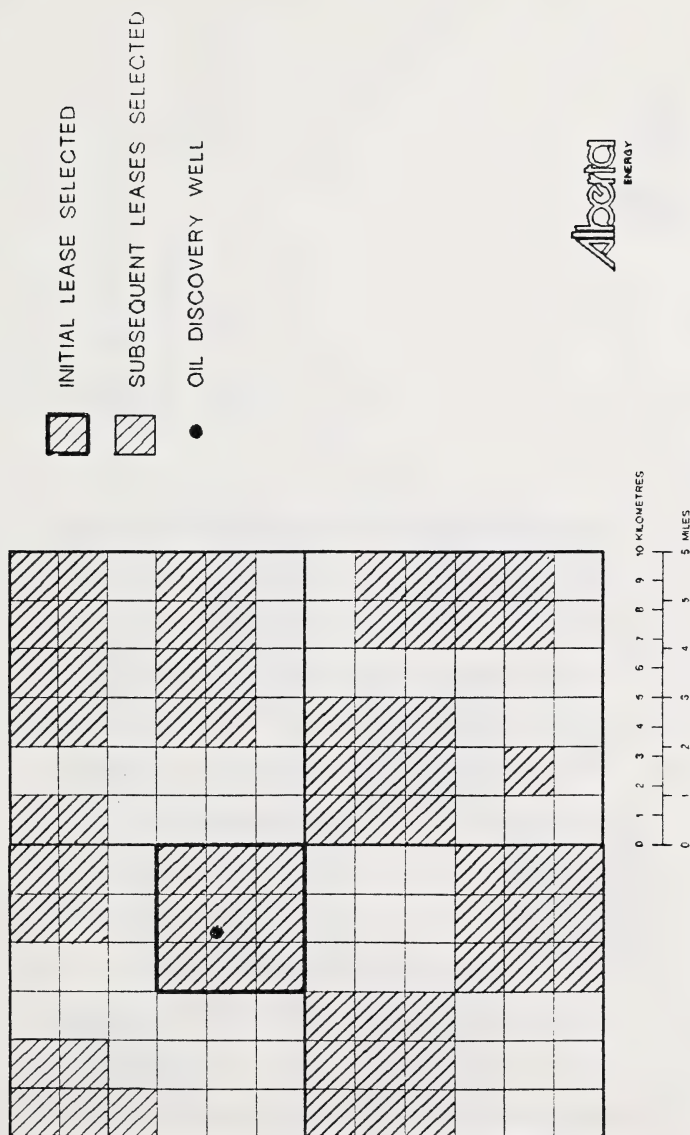 INITIAL LEASE SELECTED
SUBSEQUENT LEASES SELECTED
OIL DISCOVERY WELL
Alberta
ENERGY
0 1 2 3 4 5 6 7 8 9 10 KILOMETRES
0 1 2 3 4 5 6 MILES